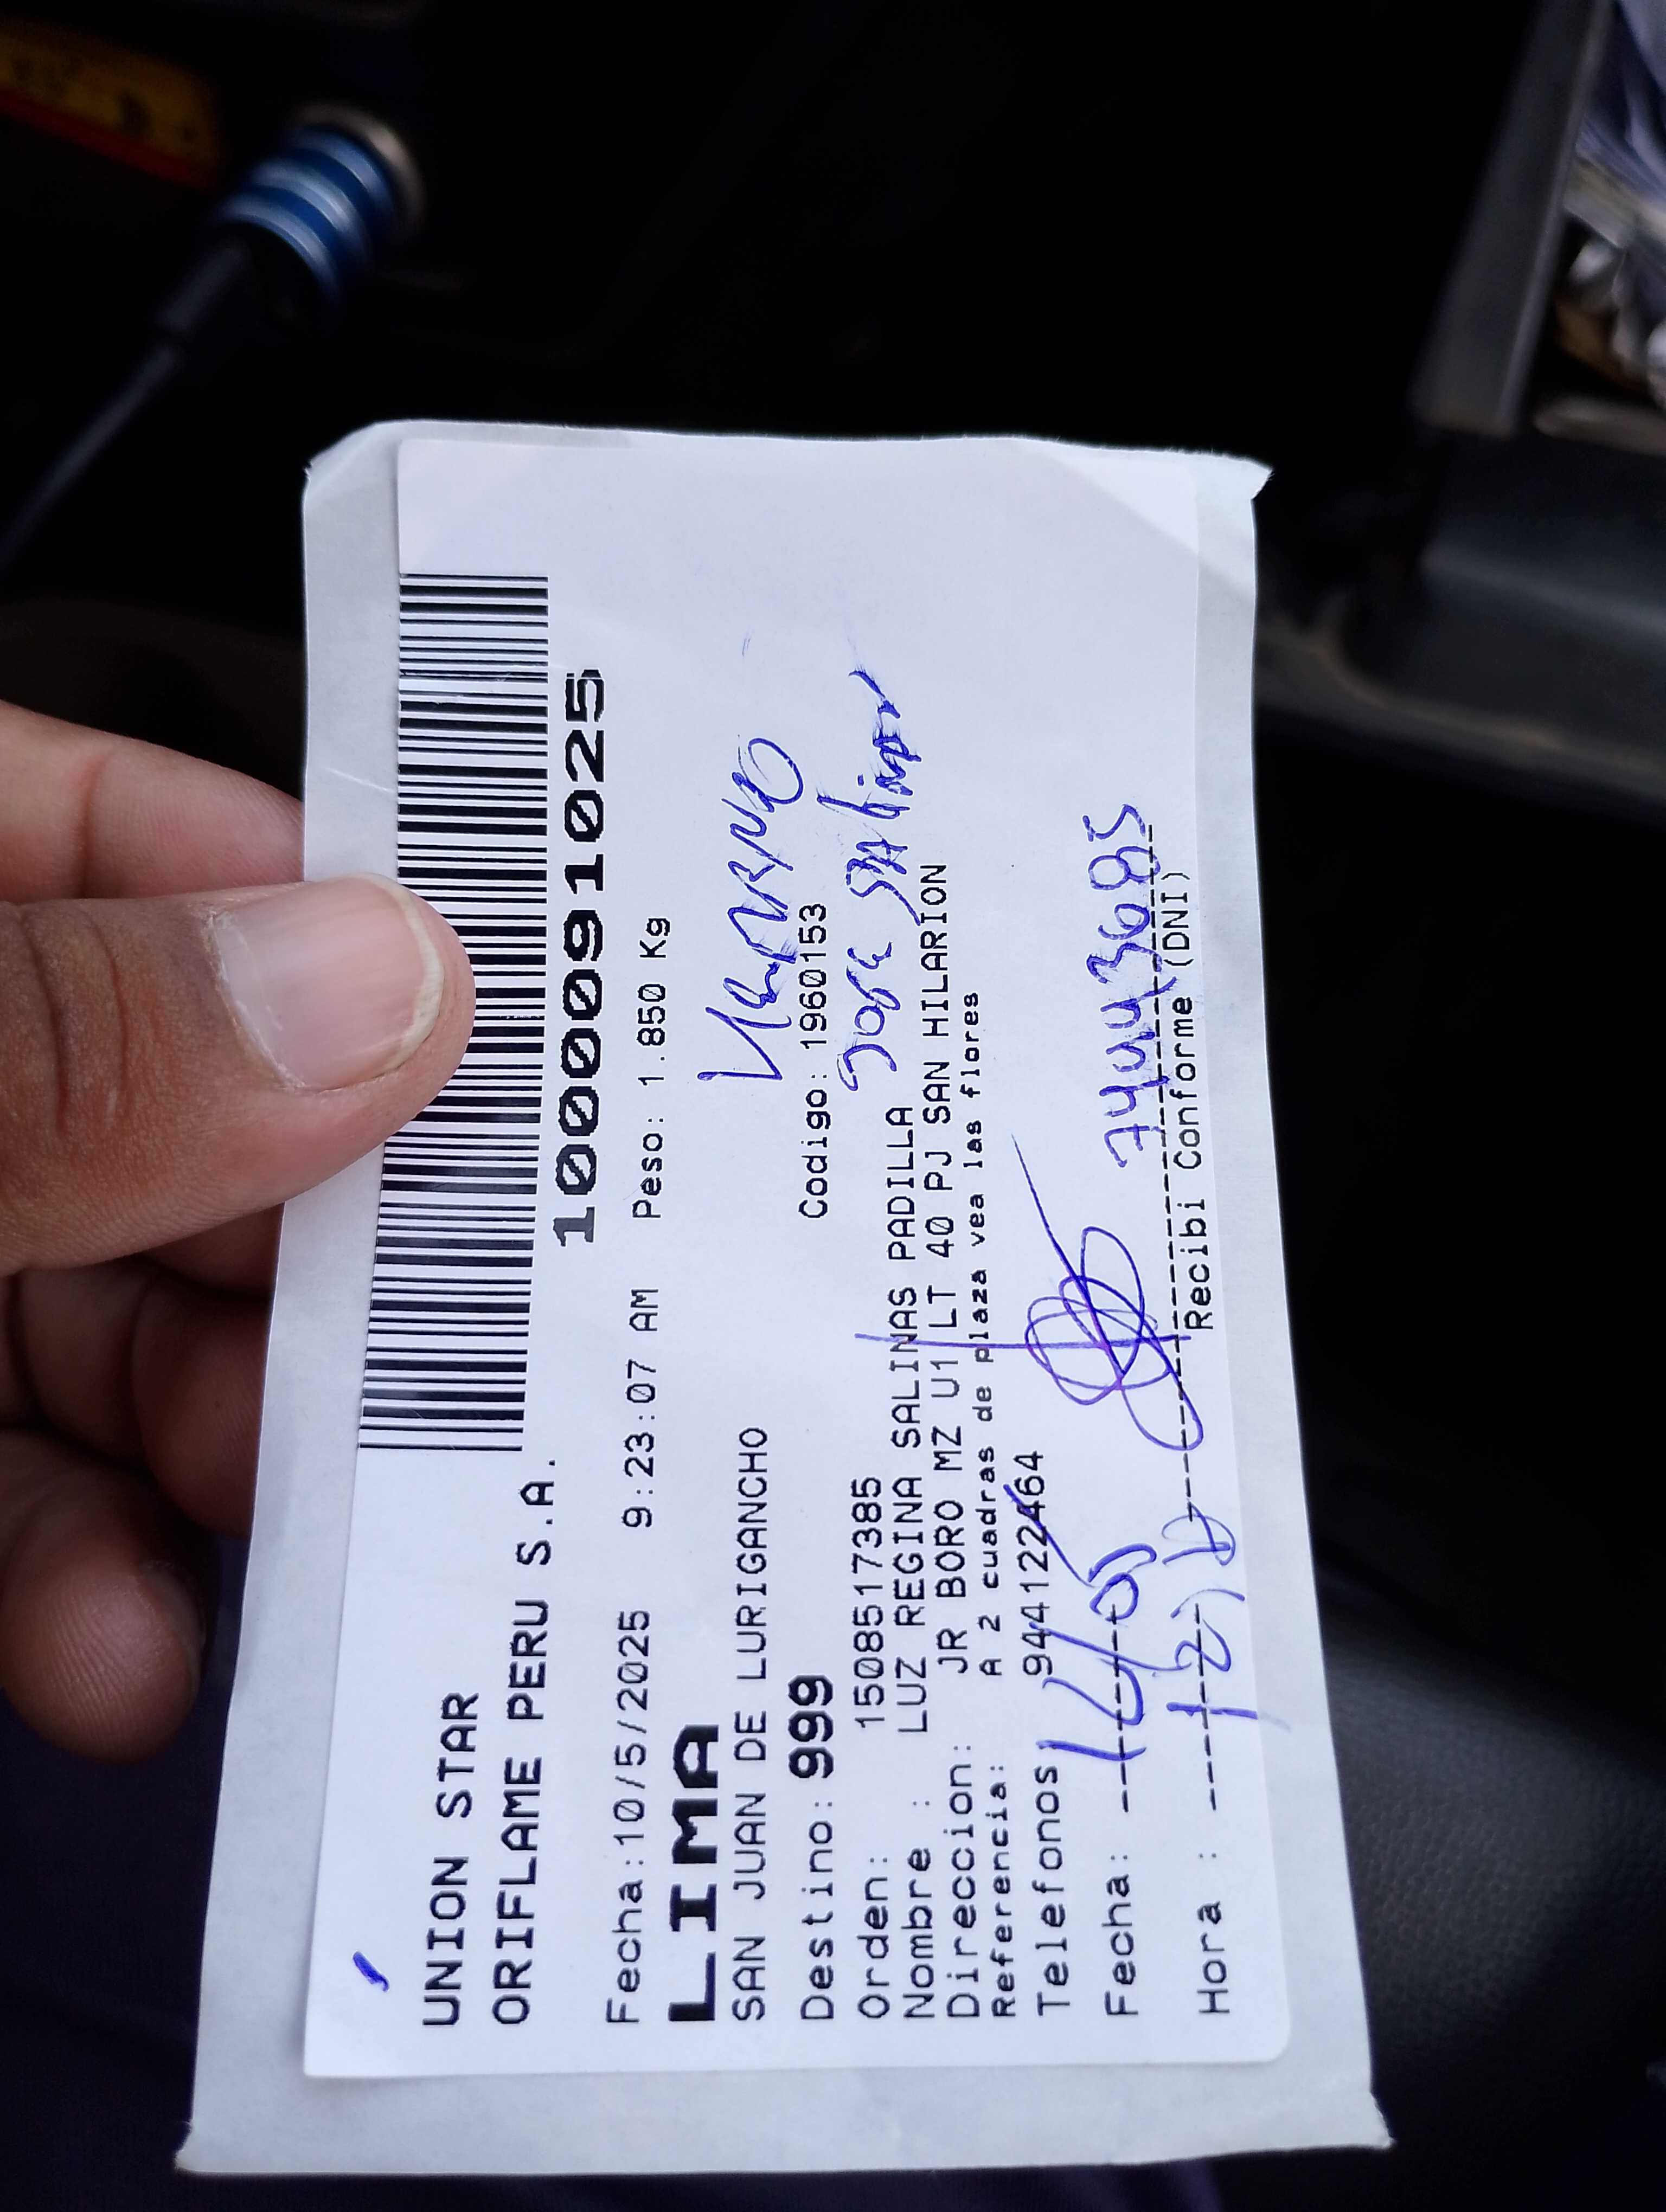 UNION STAR
ORIFLAME PERU S.A.
1000091025
Fecha:10/5/2025 9:23:07 AM Peso: 1.850 Kg
LIMA
SAN JUAN DE LURIGANCHO
Destino: 999 Codigo: 1960153
Orden: 1508517385
Nombre : LUZ REGINA SALINAS PADILLA
Direccion: JR BORO MZ U1 LT 40 PJ SAN HILARION
Referencia: A 2 cuadras de plaza vea las flores
Telefonos 944122464
Fecha:
74443685
Hora :
Recibi Conforme (DNI)